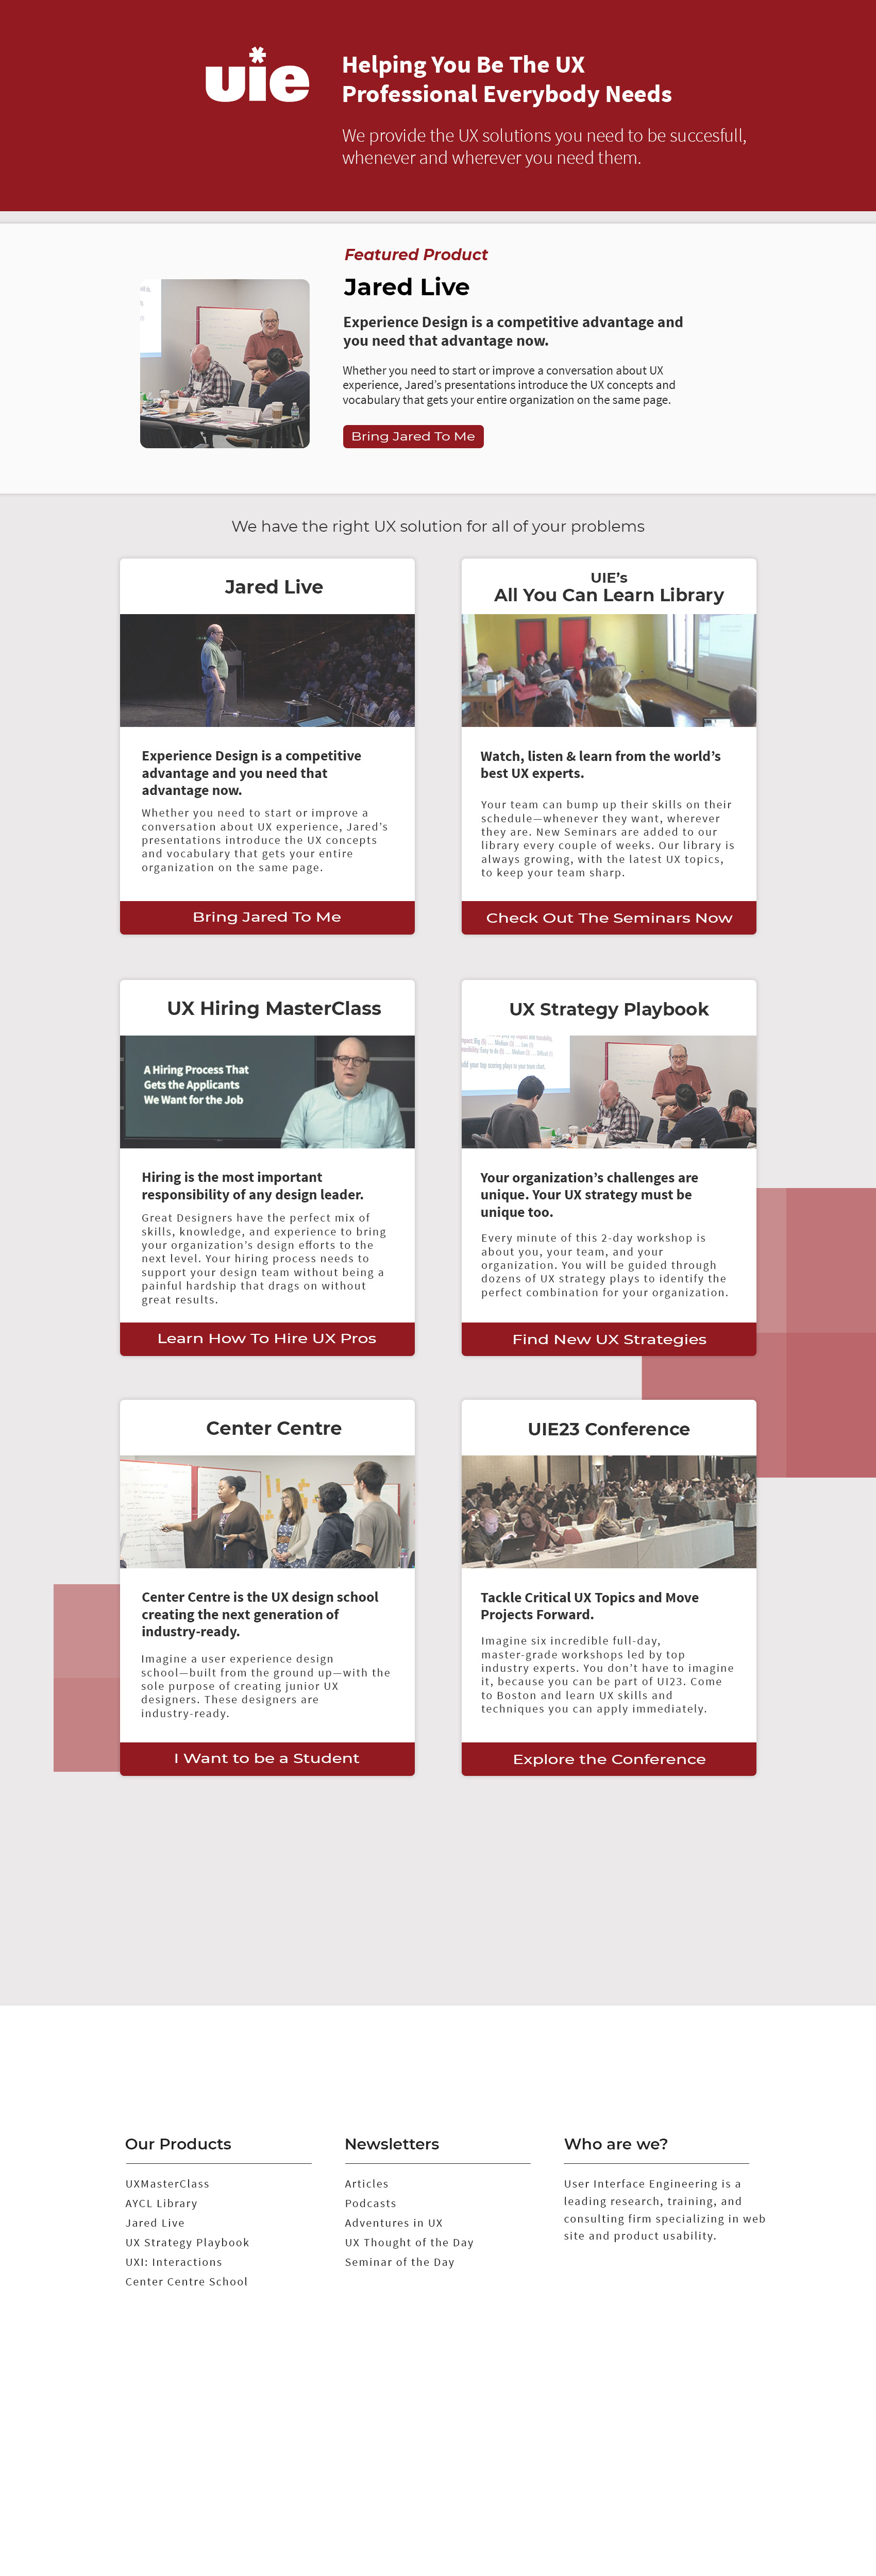 uie
Helping You Be The UX
Professional Everybody Needs
We provide the UX solutions you need to be succesfull,
whenever and wherever you need them.
Featured Product
Jared Live
Experience Design is a competitive advantage and
you need that advantage now.
Whether you need to start or improve a conversation about UX
experience, Jared's presentations introduce the UX concepts and
vocabulary that gets your entire organization on the same page.
Bring Jared To Me
We have the right UX solution for all of your problems
Jared Live
Experience Design is a competitive
advantage and you need that
advantage now.
Whether you need to start or improve a
conversation about UX experience, Jared's
presentations introduce the UX concepts
and vocabulary that gets your entire
organization on the same page.
Bring Jared To Me
UIE's
All You Can Learn Library
Watch, listen & learn from the world's
best UX experts.
Your team can bump up their skills on their
schedule—whenever they want, wherever
they are. New Seminars are added to our
library every couple of weeks. Our library is
always growing, with the latest UX topics,
to keep your team sharp.
Check Out The Seminars Now
UX Hiring MasterClass
A Hiring Process That
Gets the Applicants
We Want for the Job
Hiring is the most important
responsibility of any design leader.
Great Designers have the perfect mix of
skills, knowledge, and experience to bring
your organization's design efforts to the
next level. Your hiring process needs to
support your design team without being a
painful hardship that drags on without
great results.
Learn How To Hire UX Pros
UX Strategy Playbook
Your organization's challenges are
unique. Your UX strategy must be
unique too.
Every minute of this 2-day workshop is
about you, your team, and your
organization. You will be guided through
dozens of UX strategy plays to identify the
perfect combination for your organization.
Find New UX Strategies
Center Centre
Center Centre is the UX design school
creating the next generation of
industry-ready.
Imagine a user experience design
school—built from the ground up—with the
sole purpose of creating junior UX
designers. These designers are
industry-ready.
I Want to be a Student
UIE23 Conference
Tackle Critical UX Topics and Move
Projects Forward.
Imagine six incredible full-day,
master-grade workshops led by top
industry experts. You don't have to imagine
it, because you can be part of UI23. Come
to Boston and learn UX skills and
techniques you can apply immediately.
Explore the Conference
Our Products
UXMasterClass
AYCL Library
Jared Live
UX Strategy Playbook
UXI: Interactions
Center Centre School
Newsletters
Articles
Podcasts
Adventures in UX
UX Thought of the Day
Seminar of the Day
Who are we?
User Interface Engineering is a
leading research, training, and
consulting firm specializing in web
site and product usability.